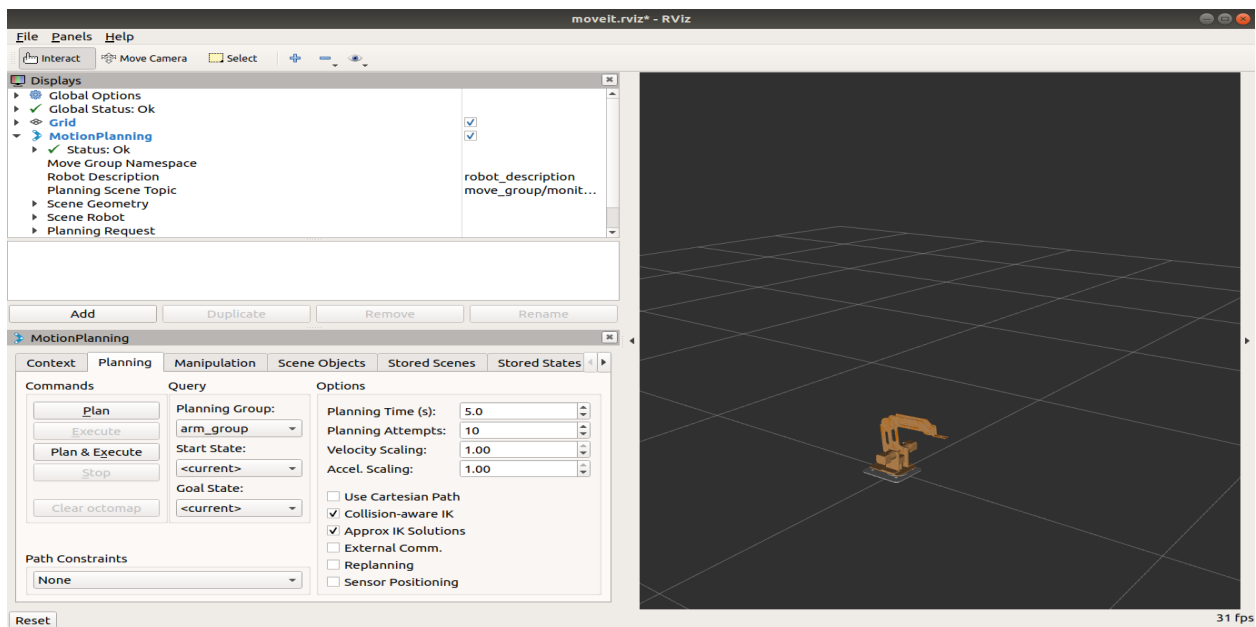 moveit.rviz* - RViz
File Panels Help
Interact Move Camera Select
Displays
Global Options
Global Status: Ok
Grid
MotionPlanning
Status: Ok
Move Group Namespace
Robot Description robot_description
Planning Scene Topic move_group/monit...
Scene Geometry
Scene Robot
Planning Request
Add Duplicate Remove Rename
MotionPlanning
Context Planning Manipulation Scene Objects Stored Scenes Stored States
Commands Query Options
Plan
Execute
Plan & Execute
Stop
Clear octomap
Planning Group:
arm_group
Start State:
<current>
Goal State:
<current>
Planning Time (s): 5.0
Planning Attempts: 10
Velocity Scaling: 1.00
Accel. Scaling: 1.00
Use Cartesian Path
Collision-aware IK
Approx IK Solutions
External Comm.
Replanning
Sensor Positioning
Path Constraints
None
Reset 31 fps